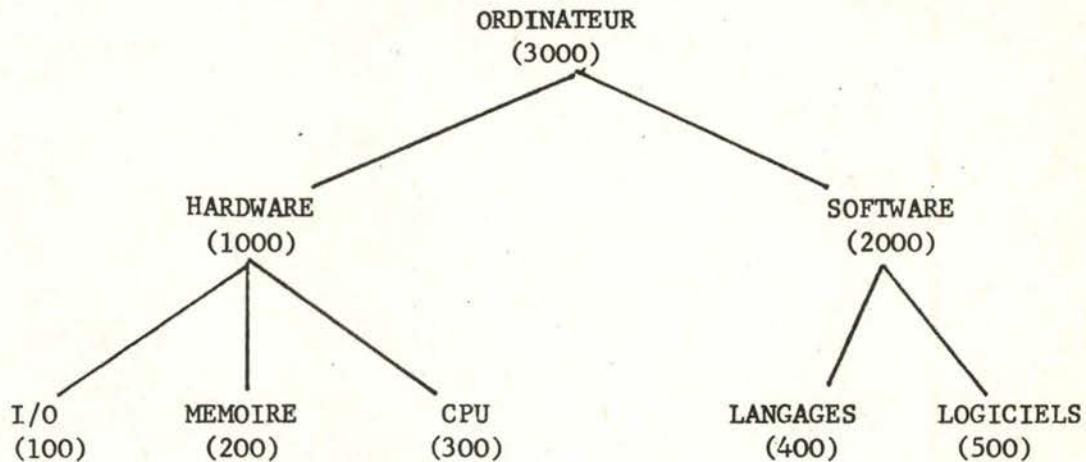 ORDINATEUR
(3000)
HARDWARE
(1000)
SOFTWARE
(2000)
I/O
(100)
MEMOIRE
(200)
CPU
(300)
LANGAGES
(400)
LOGICIELS
(500)